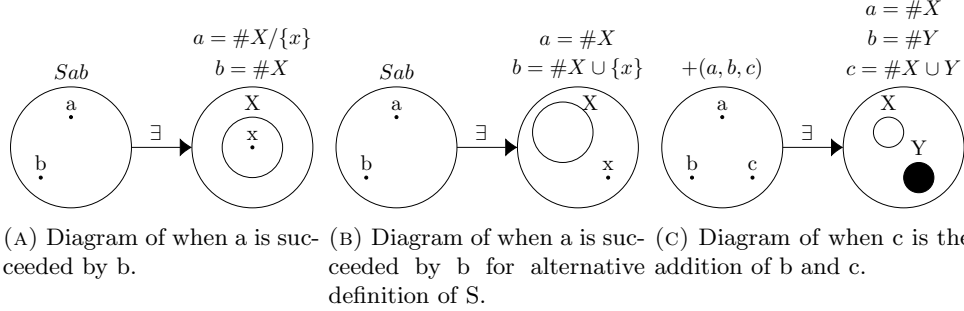 Sab
a
b
∃
a = #X/{x}
b = #X
X
x
Sab
a
b
∃
a = #X
b = #X ∪ {x}
X
x
+(a, b, c)
a
b
c
∃
a = #X
b = #Y
c = #X ∪ Y
X
Y
(A) Diagram of when a is suc-
ceeded by b.
(B) Diagram of when a is suc-
ceeded by b for alternative
definition of S.
(C) Diagram of when c is the
addition of b and c.